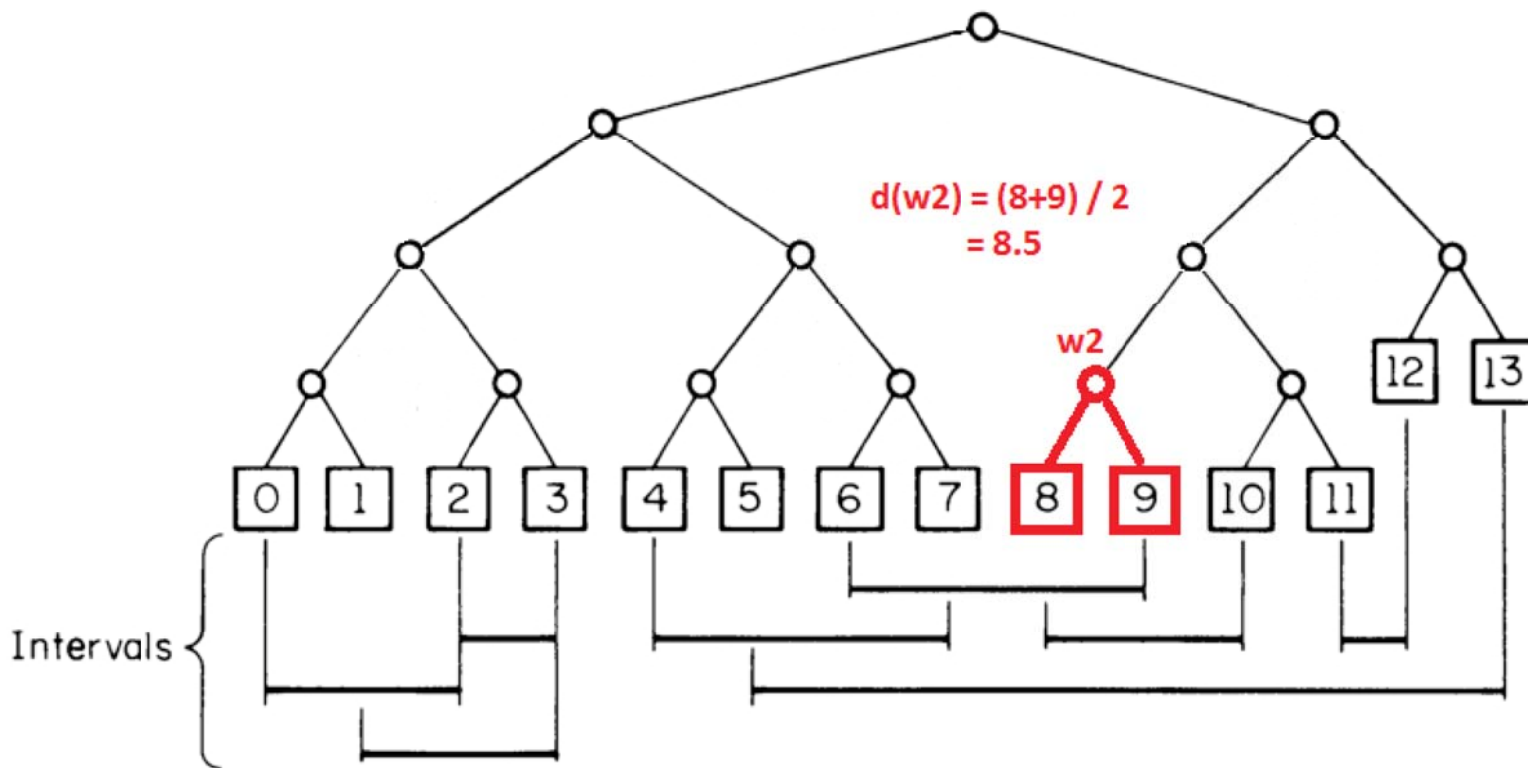 d(w2) = (8+9) / 2
= 8.5
w2
12 13
0 1 2 3 4 5 6 7 8 9 10 11
Intervals